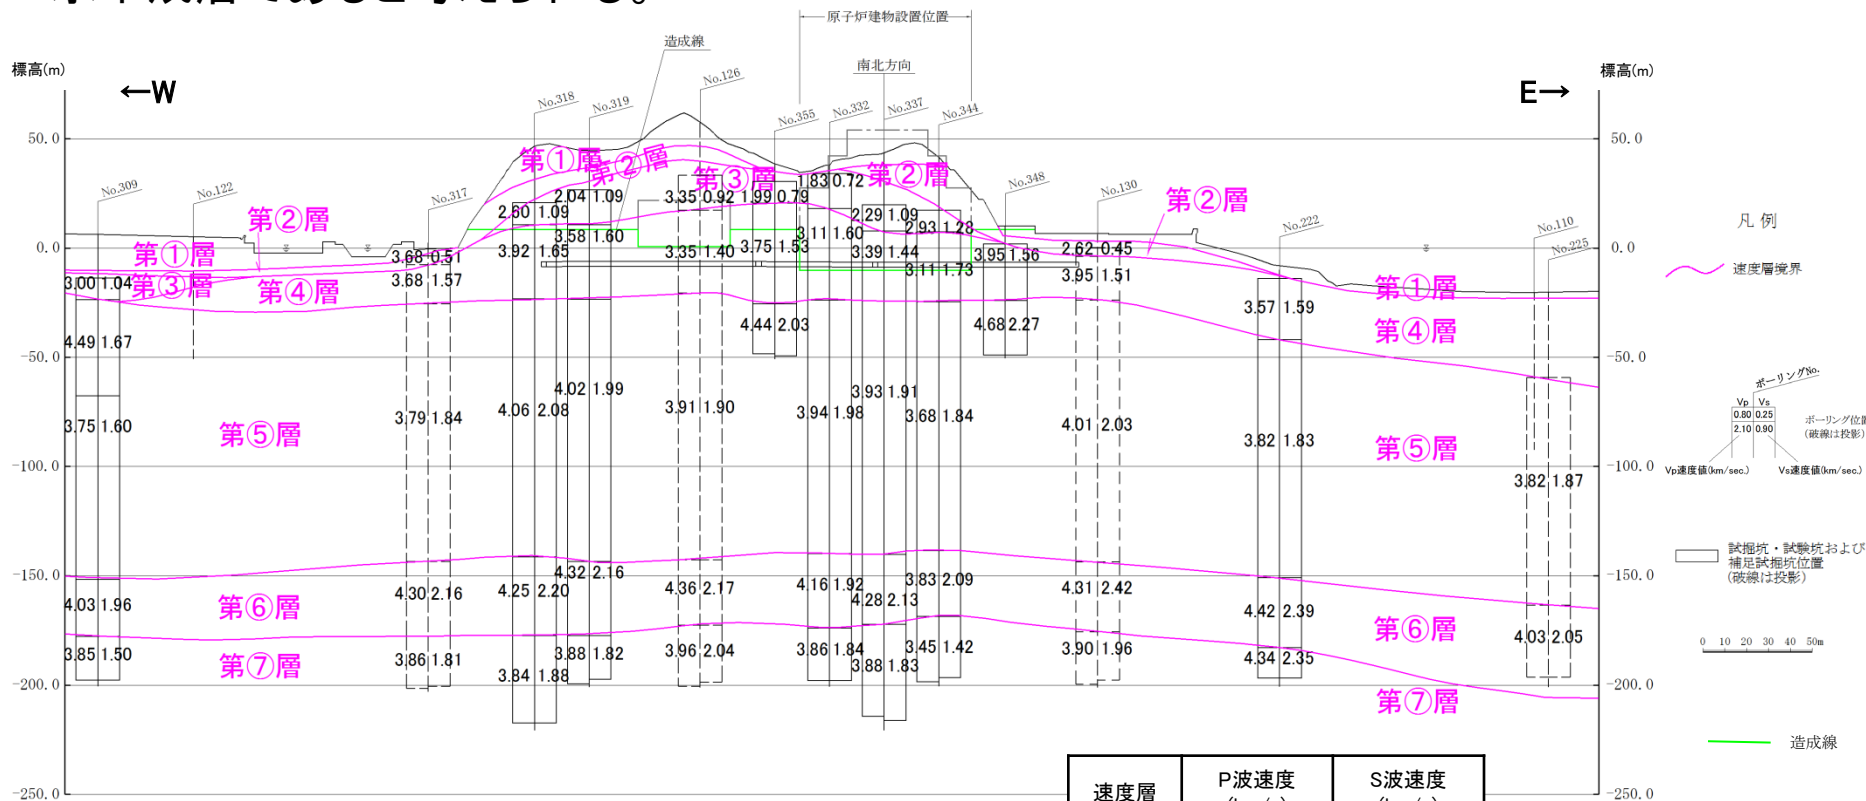 原子炉建物設置位置
造成線
南北方向
標高(m)
標高(m)
←W
E→
No.126
No.318
No.319
No.355
No.332
No.337
No.344
No.309
No.122
No.317
No.348
No.130
No.222
No.110
No.225
50.0
50.0
第①層
第②層
第③層
第②層
1.83 0.72
2.04 1.09
3.35 0.92
1.99 0.79
2.60 1.09
2.29 1.09
2.93 1.28
第②層
第②層
凡 例
0.0
0.0
第①層
3.68 0.51
3.92 1.65
3.58 1.60
3.35 1.40
3.75 1.53
3.11 1.60
3.39 1.44
3.95 1.56
2.62 0.45
速度層境界
3.00 1.04
第③層
第④層
3.68 1.57
3.11 1.73
3.95 1.51
第①層
3.57 1.59
第④層
4.49 1.67
4.44 2.03
4.68 2.27
-50.0
-50.0
ボーリングNo.
Vp Vs
0.80 0.25
2.10 0.90
ボーリング位置
(破線は投影)
Vp速度値(km/sec.)
Vs速度値(km/sec.)
3.75 1.60
第⑤層
3.79 1.84
4.06 2.08
4.02 1.99
3.91 1.90
3.94 1.98
3.93 1.91
3.68 1.84
4.01 2.03
3.82 1.83
第⑤層
3.82 1.87
-100.0
-100.0
-150.0
-150.0
試掘坑・試験坑および
補足試掘坑位置
(破線は投影)
4.03 1.96
第⑥層
4.30 2.16
4.25 2.20
4.32 2.16
4.36 2.17
4.16 1.92
4.28 2.13
3.83 2.09
4.31 2.42
4.42 2.39
第⑥層
4.03 2.05
3.85 1.50
第⑦層
3.86 1.81
3.84 1.88
3.88 1.82
3.96 2.04
3.86 1.84
3.88 1.83
3.45 1.42
3.90 1.96
4.34 2.35
第⑦層
0 10 20 30 40 50m
-200.0
-200.0
造成線
速度層
P波速度
S波速度
-250.0
-250.0